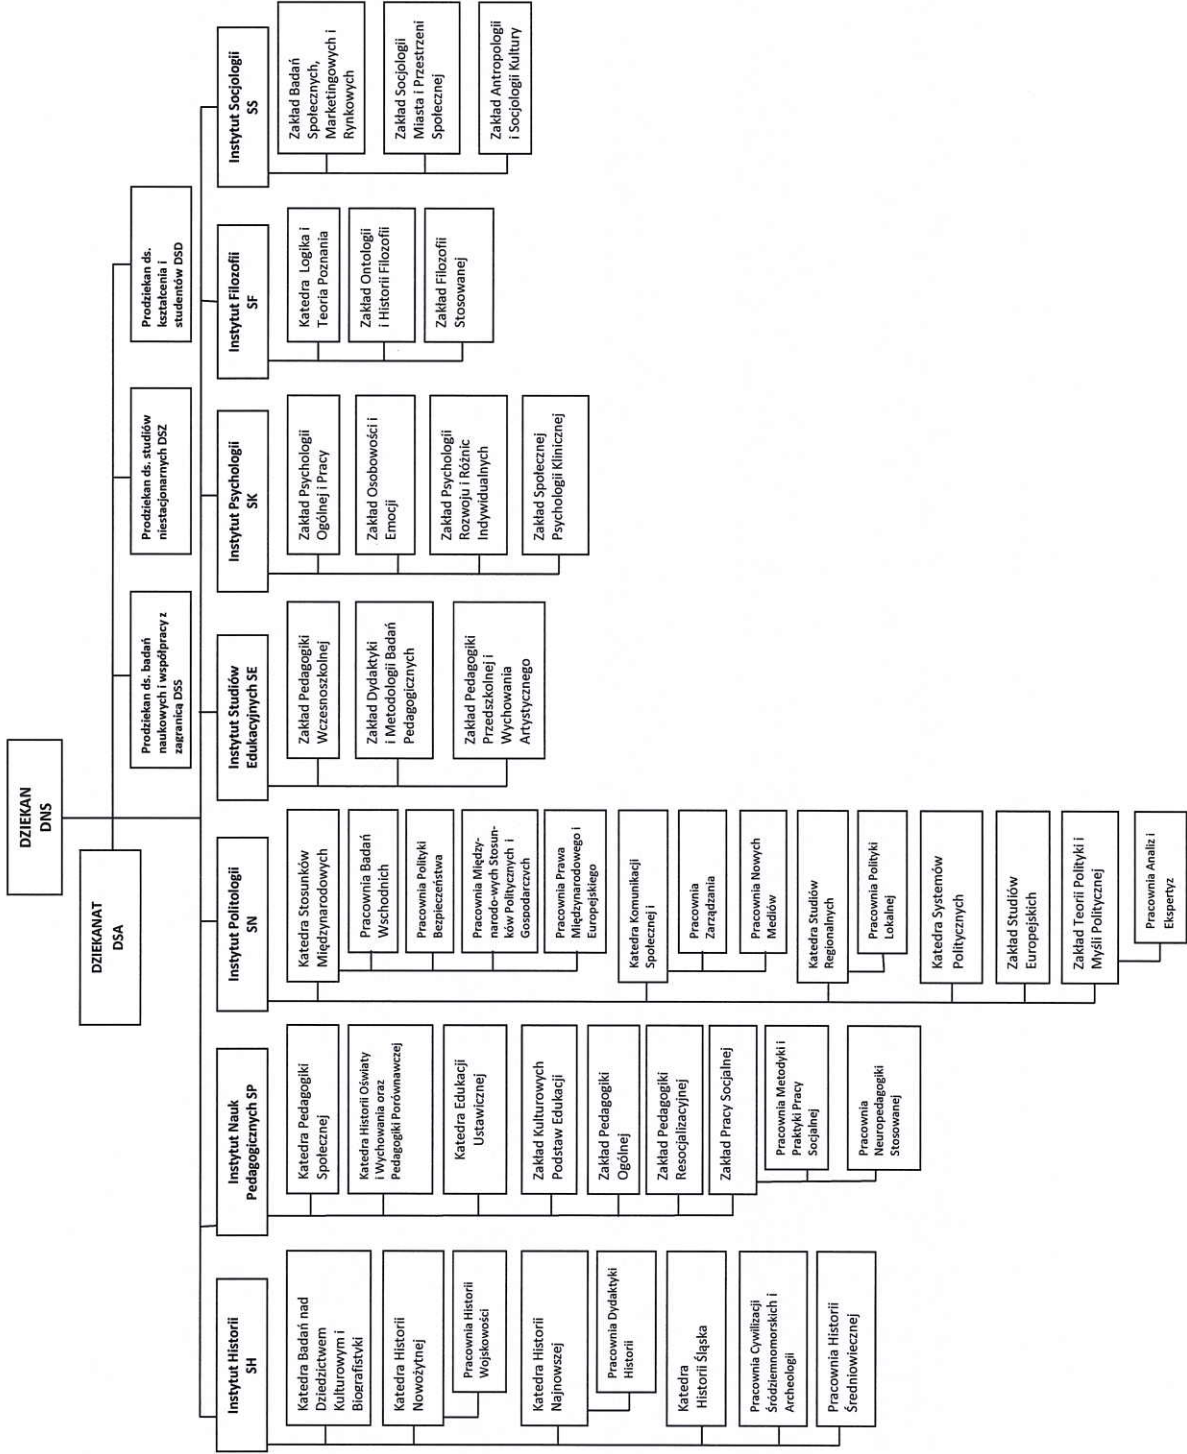 DZIEKAN
DNS
DZIEKANAT
DSA
Prodziekan ds. badań
naukowych i współpracy z
zagranicą DSS
Prodziekan ds. studiów
niestacjonarnych DSZ
Prodziekan ds.
kształcenia i
studentów DSD
Instytut Historii
SH
Katedra Badań nad
Dziedzictwem
Kulturowym i
Biografistyki
Katedra Historii
Nowożytnej
Pracownia Historii
Wojskowości
Katedra Historii
Najnowszej
Pracownia Dydaktyki
Historii
Katedra
Historii Śląska
Pracownia Cywilizacji
Śródziemnomorskich i
Archeologii
Pracownia Historii
Średniowiecznej
Instytut Nauk
Pedagogicznych SP
Katedra Pedagogiki
Społecznej
Katedra Historii Oświaty
i Wychowania oraz
Pedagogiki Porównawczej
Katedra Edukacji
Ustawicznej
Zakład Kulturowych
Podstaw Edukacji
Zakład Pedagogiki
Ogólnej
Zakład Pedagogiki
Resocjalizacyjnej
Zakład Pracy Socjalnej
Pracownia Metodyki i
Praktyki Pracy
Socjalnej
Pracownia
Neuropedagogiki
Stosowanej
Instytut Politologii
SN
Katedra Stosunków
Międzynarodowych
Pracownia Badań
Wschodnich
Pracownia Polityki
Bezpieczeństwa
Pracownia Między-
narodo-wych Stosun-
ków Politycznych i
Gospodarczych
Pracownia Prawa
Międzynarodowego i
Europejskiego
Katedra Komunikacji
Społecznej i
Pracownia
Zarządzania
Pracownia Nowych
Mediów
Katedra Studiów
Regionalnych
Pracownia Polityki
Lokalnej
Katedra Systemów
Politycznych
Zakład Studiów
Europejskich
Zakład Teorii Polityki i
Myśli Politycznej
Pracownia Analiz i
Ekspertyz
Instytut Studiów
Edukacyjnych SE
Zakład Pedagogiki
Wczesnoszkolnej
Zakład Dydaktyki
i Metodologii Badań
Pedagogicznych
Zakład Pedagogiki
Przedszkolnej i
Wychowania
Artystycznego
Instytut Psychologii
SK
Zakład Psychologii
Ogólnej i Pracy
Zakład Osobowości i
Emocji
Zakład Psychologii
Rozwoju i Różnic
Indywidualnych
Zakład Społecznej
Psychologii Klinicznej
Instytut Filozofii
SF
Katedra Logika i
Teoria Poznania
Zakład Ontologii
i Historii Filozofii
Zakład Filozofii
Stosowanej
Instytut Socjologii
SS
Zakład Badań
Społecznych,
Marketingowych i
Rynkowych
Zakład Socjologii
Miasta i Przestrzeni
Społecznej
Zakład Antropologii
i Socjologii Kultury